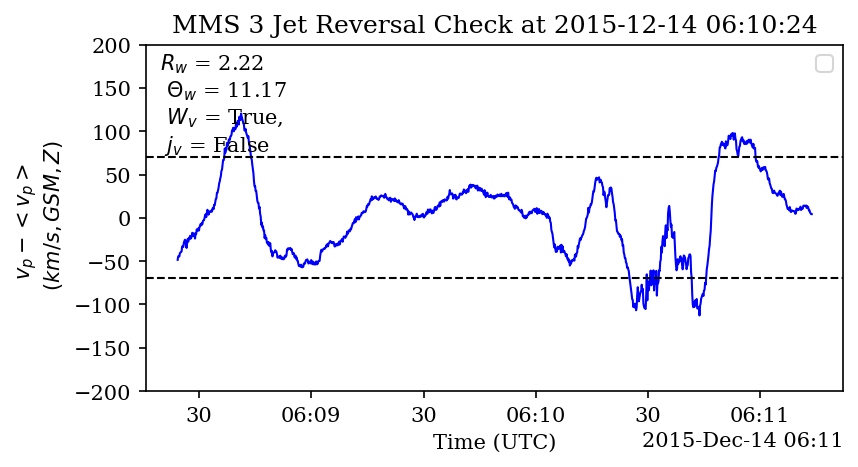 MMS 3 Jet Reversal Check at 2015-12-14 06:10:24
200
150
100
50
0
−50
−100
−150
−200
v_p − < v_p >
(km/s, GSM, Z)
R_w = 2.22
Θ_w = 11.17
W_v = True,
j_v = False
30
06:09
30
06:10
30
06:11
Time (UTC)
2015-Dec-14 06:11